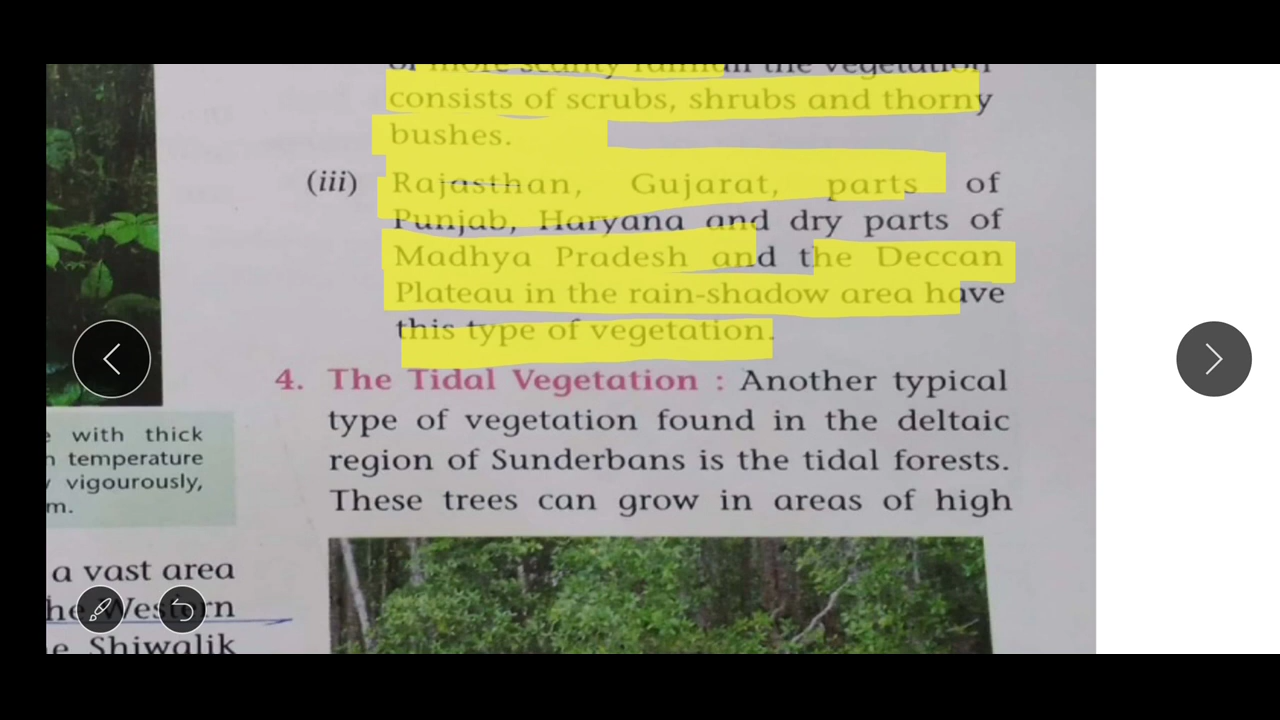 of more scanty rainfall the vegetation
consists of scrubs, shrubs and thorny
bushes.
(iii) Rajasthan, Gujarat, parts of
Punjab, Haryana and dry parts of
Madhya Pradesh and the Deccan
Plateau in the rain-shadow area have
this type of vegetation.
4. The Tidal Vegetation : Another typical
type of vegetation found in the deltaic
region of Sunderbans is the tidal forests.
These trees can grow in areas of high
with thick
temperature
vigourously,
m.
a vast area
he Western
e Shiwalik